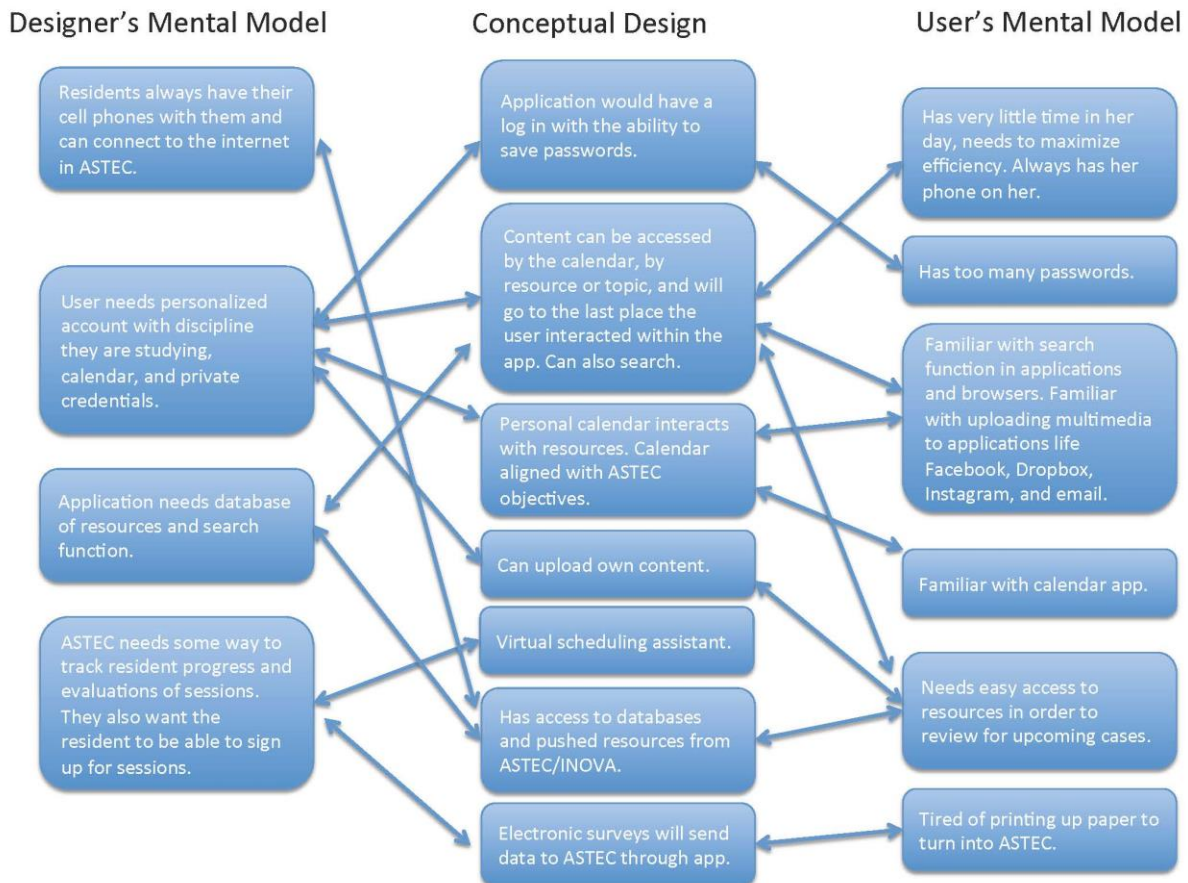 Designer's Mental Model
Residents always have their
cell phones with them and
can connect to the internet
in ASTEC.
User needs personalized
account with discipline
they are studying,
calendar, and private
credentials.
Application needs database
of resources and search
function.
ASTEC needs some way to
track resident progress and
evaluations of sessions.
They also want the
resident to be able to sign
up for sessions.
Conceptual Design
Application would have a
log in with the ability to
save passwords.
Content can be accessed
by the calendar, by
resource or topic, and will
go to the last place the
user interacted within the
app. Can also search.
Personal calendar interacts
with resources. Calendar
aligned with ASTEC
objectives.
Can upload own content.
Virtual scheduling assistant.
Has access to databases
and pushed resources from
ASTEC/INOVA.
Electronic surveys will send
data to ASTEC through app.
User's Mental Model
Has very little time in her
day, needs to maximize
efficiency. Always has her
phone on her.
Has too many passwords.
Familiar with search
function in applications
and browsers. Familiar
with uploading multimedia
to applications life
Facebook, Dropbox,
Instagram, and email.
Familiar with calendar app.
Needs easy access to
resources in order to
review for upcoming cases.
Tired of printing up paper to
turn into ASTEC.